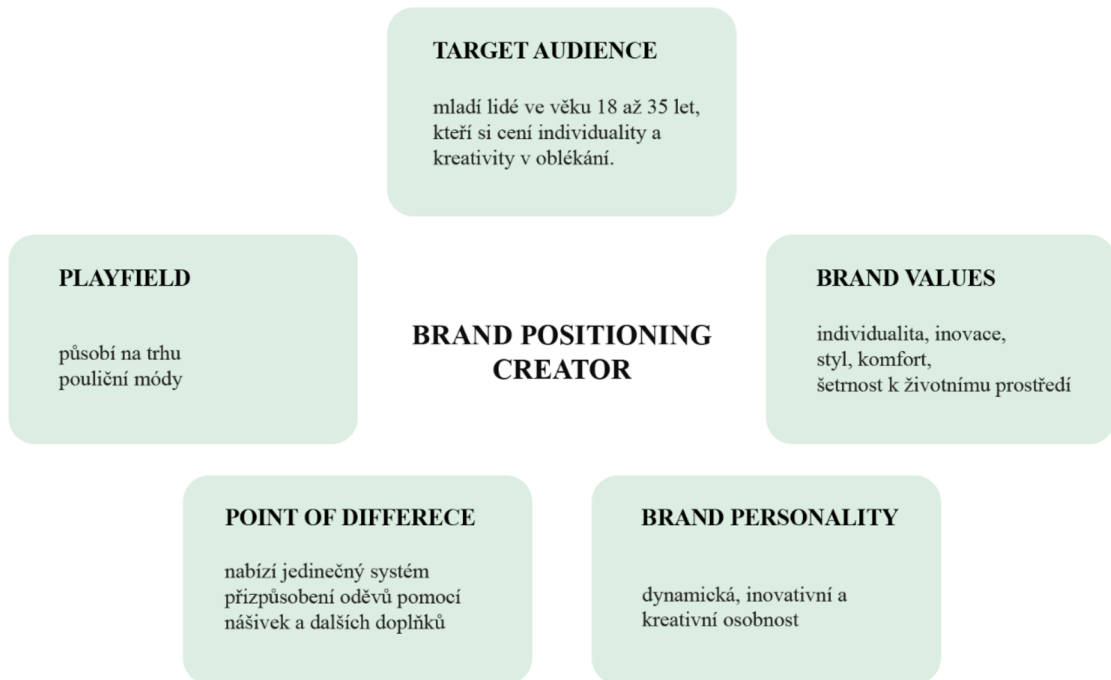 TARGET AUDIENCE
mladí lidé ve věku 18 až 35 let,
kteří si cení individuality a
kreativity v oblékání.
PLAYFIELD
působí na trhu
pouliční módy
BRAND POSITIONING
CREATOR
BRAND VALUES
individualita, inovace,
styl, komfort,
šetrnost k životnímu prostředí
POINT OF DIFFERECE
nabízí jedinečný systém
přizpůsobení oděvů pomocí
nášivek a dalších doplňků
BRAND PERSONALITY
dynamická, inovativní a
kreativní osobnost